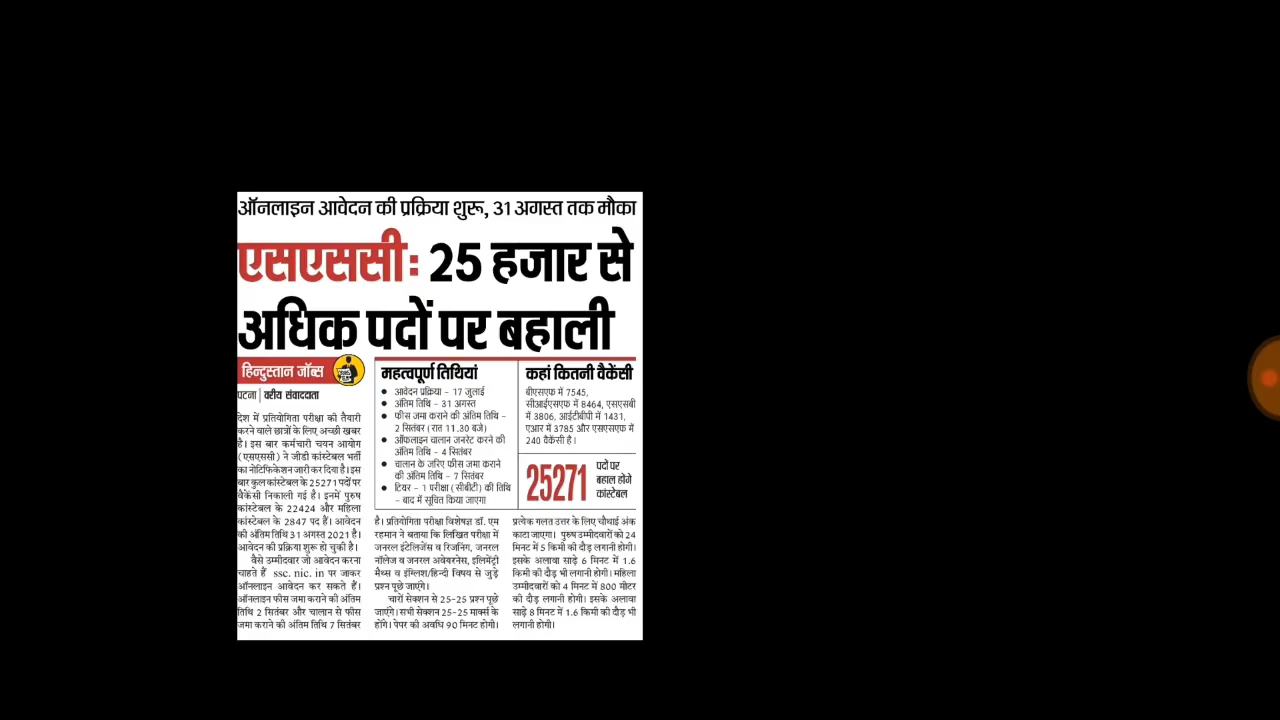 ऑनलाइन आवेदन की प्रक्रिया शुरू, 31 अगस्त तक मौका
एसएससी: 25 हजार से
अधिक पदों पर बहाली
हिन्दुस्तान जॉब्स
पटना | वरीय संवाददाता
देश में प्रतियोगिता परीक्षा की तैयारी
करने वाले छात्रों के लिए अच्छी खबर
है। इस बार कर्मचारी चयन आयोग
(एसएससी) ने जीडी कांस्टेबल भर्ती
का नोटिफिकेशन जारी कर दिया है। इस
बार कुल कांस्टेबल के 25271 पदों पर
वैकेंसी निकाली गई है। इनमें पुरुष
कांस्टेबल के 22424 और महिला
कांस्टेबल के 2847 पद हैं। आवेदन
की अंतिम तिथि 31 अगस्त 2021 है।
आवेदन की प्रक्रिया शुरू हो चुकी है।
वैसे उम्मीदवार जो आवेदन करना
चाहते हैं ssc. nic. in पर जाकर
ऑनलाइन आवेदन कर सकते हैं।
ऑनलाइन फीस जमा कराने की अंतिम
तिथि 2 सितंबर और चालान से फीस
जमा कराने की अंतिम तिथि 7 सितंबर
महत्वपूर्ण तिथियां
● आवेदन प्रक्रिया - 17 जुलाई
● अंतिम तिथि - 31 अगस्त
● फीस जमा कराने की अंतिम तिथि -
2 सितंबर (रात 11.30 बजे)
● ऑफलाइन चालान जनरेट करने की
अंतिम तिथि - 4 सितंबर
● चालान के जरिए फीस जमा कराने
की अंतिम तिथि - 7 सितंबर
● टियर - 1 परीक्षा (सीबीटी) की तिथि
- बाद में सूचित किया जाएगा
कहां कितनी वैकेंसी
बीएसएफ में 7545,
सीआईएसएफ में 8464, एसएसबी
में 3806, आईटीबीपी में 1431,
एआर में 3785 और एसएसएफ में
240 वैकेंसी है।
25271
पदों पर
बहाल होंगे
कांस्टेबल
है। प्रतियोगिता परीक्षा विशेषज्ञ डॉ. एम
रहमान ने बताया कि लिखित परीक्षा में
जनरल इंटेलिजेंस व रिजनिंग, जनरल
नॉलेज व जनरल अवेयरनेस, इलिमेंट्री
मैथ्स व इंग्लिश/हिन्दी विषय से जुड़े
प्रश्न पूछे जाएंगे।
चारों सेक्शन से 25-25 प्रश्न पूछे
जाएंगे। सभी सेक्शन 25-25 मार्क्स के
होंगे। पेपर की अवधि 90 मिनट होगी।
प्रत्येक गलत उत्तर के लिए चौथाई अंक
काटा जाएगा। पुरुष उम्मीदवारों को 24
मिनट में 5 किमी की दौड़ लगानी होगी।
इसके अलावा साढ़े 6 मिनट में 1.6
किमी की दौड़ भी लगानी होगी। महिला
उम्मीदवारों को 4 मिनट में 800 मीटर
की दौड़ लगानी होगी। इसके अलावा
साढ़े 8 मिनट में 1.6 किमी की दौड़ भी
लगानी होगी।